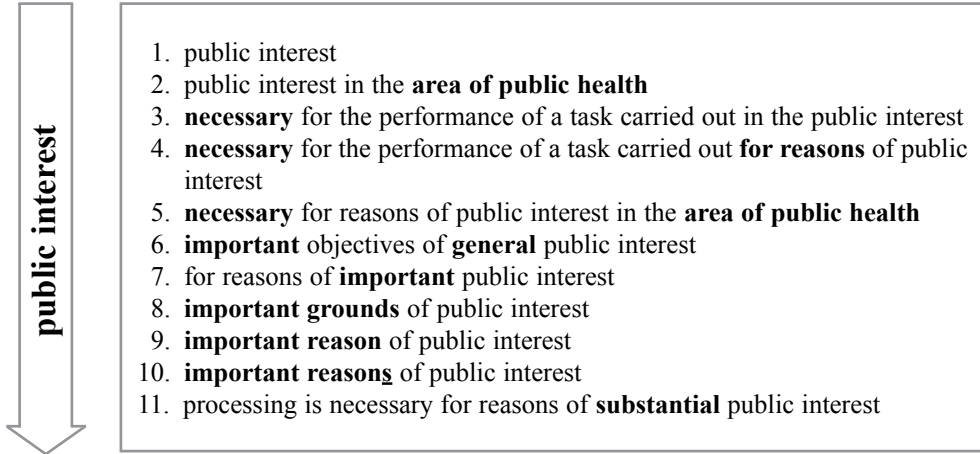 public interest
1. public interest
2. public interest in the area of public health
3. necessary for the performance of a task carried out in the public interest
4. necessary for the performance of a task carried out for reasons of public
interest
5. necessary for reasons of public interest in the area of public health
6. important objectives of general public interest
7. for reasons of important public interest
8. important grounds of public interest
9. important reason of public interest
10. important reasons of public interest
11. processing is necessary for reasons of substantial public interest